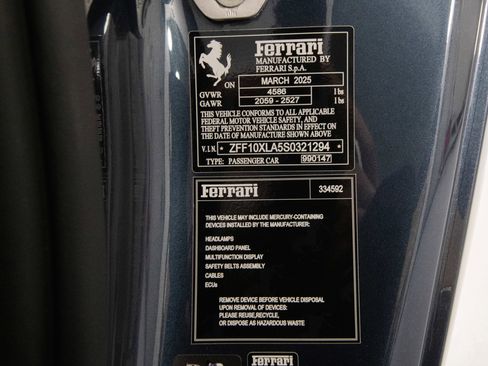 Ferrari
MANUFACTURED BY
FERRARI S.p.A.
ON MARCH 2025
GVWR 4586 lbs
GAWR 2059 - 2527 lbs
THIS VEHICLE CONFORMS TO ALL APPLICABLE
FEDERAL MOTOR VEHICLE SAFETY, AND
THEFT PREVENTION STANDARDS IN EFFECT ON
THE DATE OF MANUFACTURE SHOWN ABOVE
V.I.N. * ZFF10XLA5S0321294 *
TYPE: PASSENGER CAR 990147
Ferrari 334592
THIS VEHICLE MAY INCLUDE MERCURY-CONTAINING
DEVICES INSTALLED BY THE MANUFACTURER:
HEADLAMPS
DASHBOARD PANEL
MULTIFUNCTION DISPLAY
SAFETY BELTS ASSEMBLY
CABLES
ECUs
REMOVE DEVICE BEFORE VEHICLE DISPOSAL
UPON REMOVAL OF DEVICES:
PLEASE REUSE,RECYCLE,
OR DISPOSE AS HAZARDOUS WASTE
Ferrari